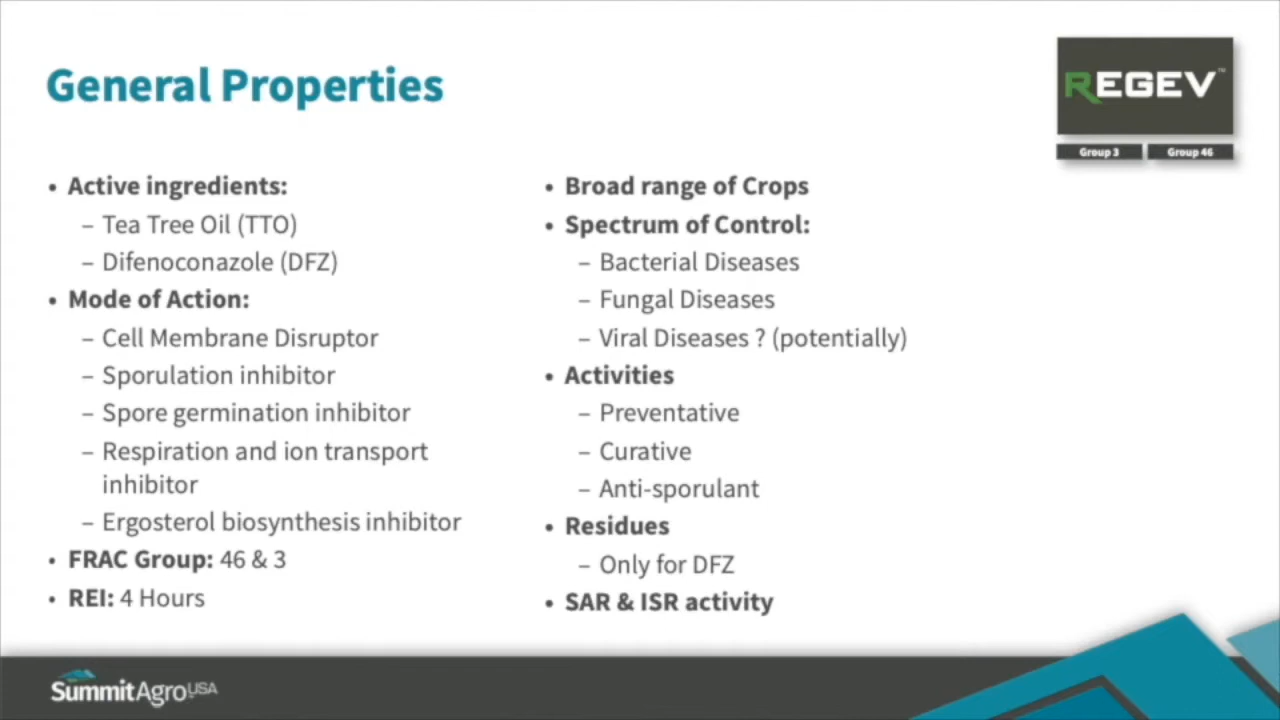 General Properties
REGEV™
Group 3
Group 46
• Active ingredients:
– Tea Tree Oil (TTO)
– Difenoconazole (DFZ)
• Mode of Action:
– Cell Membrane Disruptor
– Sporulation inhibitor
– Spore germination inhibitor
– Respiration and ion transport
inhibitor
– Ergosterol biosynthesis inhibitor
• FRAC Group: 46 & 3
• REI: 4 Hours
• Broad range of Crops
• Spectrum of Control:
– Bacterial Diseases
– Fungal Diseases
– Viral Diseases ? (potentially)
• Activities
– Preventative
– Curative
– Anti-sporulant
• Residues
– Only for DFZ
• SAR & ISR activity
SummitAgro USA